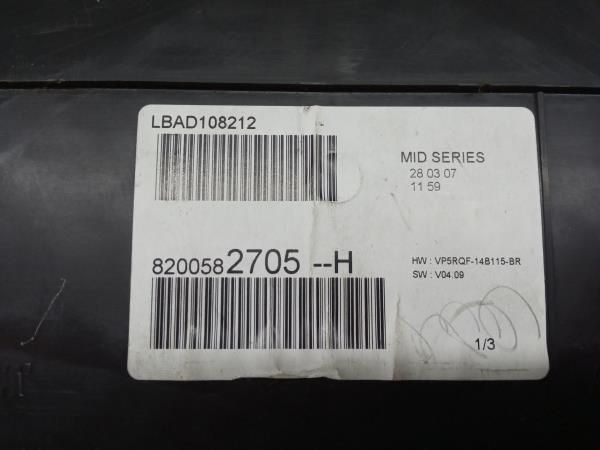 LBAD108212
MID SERIES
28 03 07
11 59
8200582705 --H
HW : VP5RQF-14B115-BR
SW : V04.09
1/3